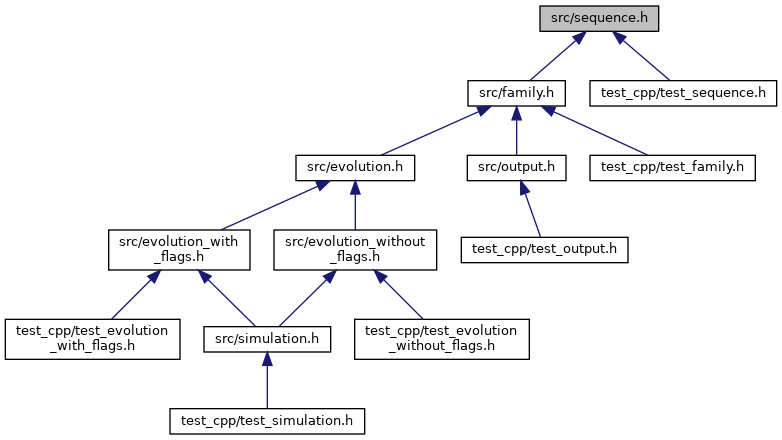 src/sequence.h
src/family.h
test_cpp/test_sequence.h
src/evolution.h
src/output.h
test_cpp/test_family.h
src/evolution_with
_flags.h
src/evolution_without
_flags.h
test_cpp/test_output.h
test_cpp/test_evolution
_with_flags.h
src/simulation.h
test_cpp/test_evolution
_without_flags.h
test_cpp/test_simulation.h